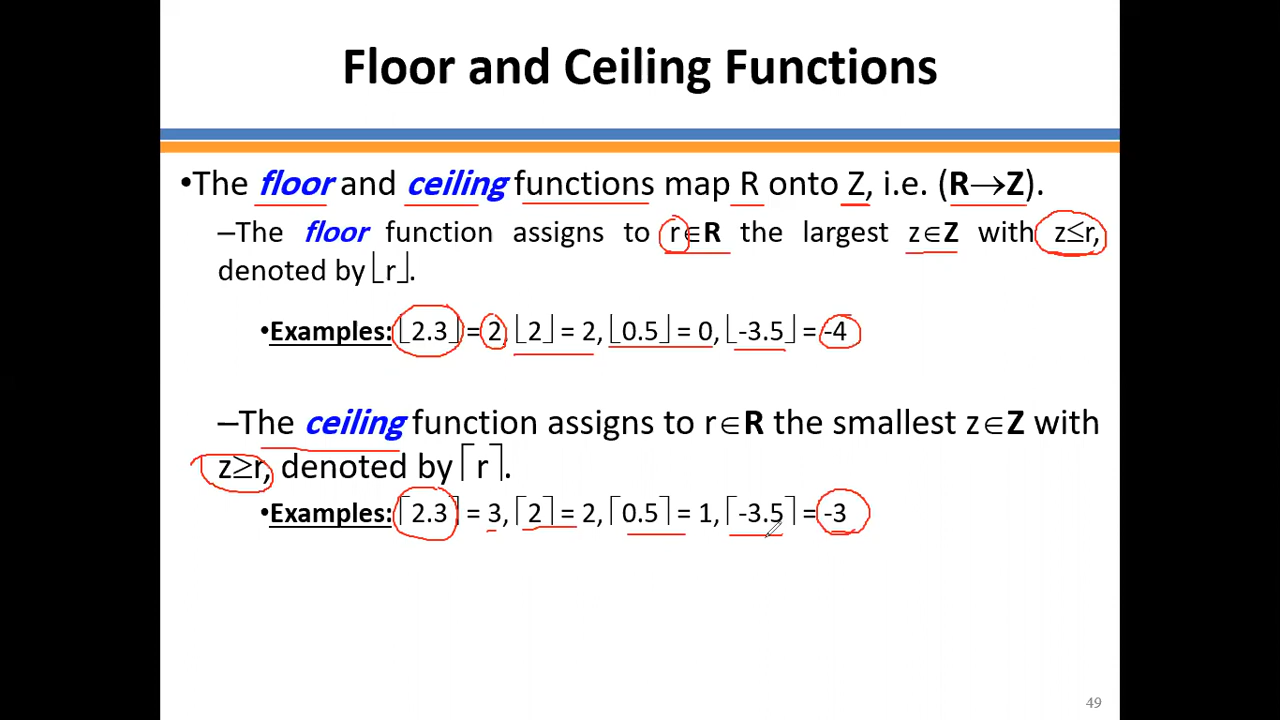 Floor and Ceiling Functions
•The floor and ceiling functions map R onto Z, i.e. (R→Z).
–The floor function assigns to r∈R the largest z∈Z with z≤r,
denoted by ⌊r⌋.
•Examples: ⌊2.3⌋ = 2, ⌊2⌋ = 2, ⌊0.5⌋ = 0, ⌊-3.5⌋ = -4
–The ceiling function assigns to r∈R the smallest z∈Z with
z≥r, denoted by ⌈r⌉.
•Examples: ⌈2.3⌉ = 3, ⌈2⌉ = 2, ⌈0.5⌉ = 1, ⌈-3.5⌉ = -3
49